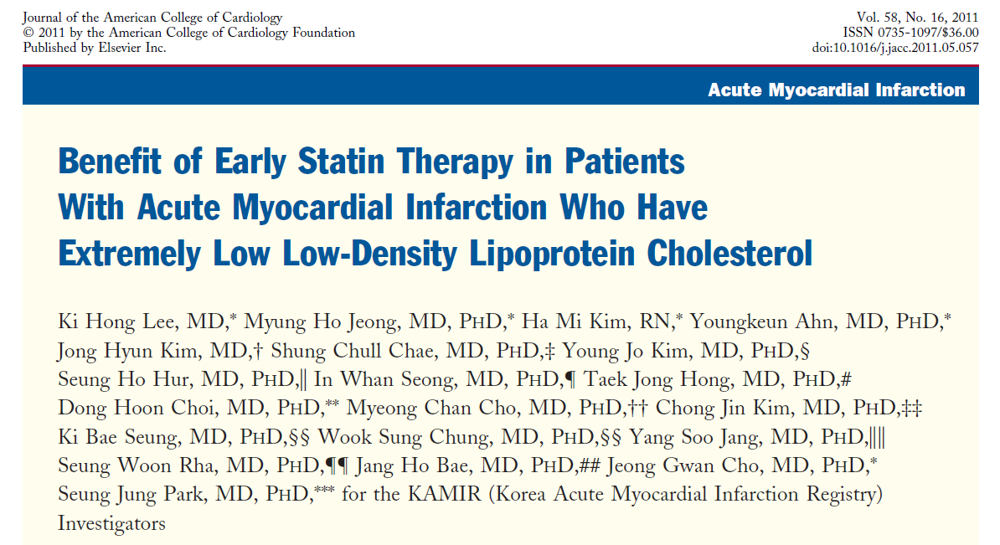 Journal of the American College of Cardiology
© 2011 by the American College of Cardiology Foundation
Published by Elsevier Inc.
Vol. 58, No. 16, 2011
ISSN 0735-1097/$36.00
doi:10.1016/j.jacc.2011.05.057
Acute Myocardial Infarction
Benefit of Early Statin Therapy in Patients
With Acute Myocardial Infarction Who Have
Extremely Low Low-Density Lipoprotein Cholesterol
Ki Hong Lee, MD,* Myung Ho Jeong, MD, PHD,* Ha Mi Kim, RN,* Youngkeun Ahn, MD, PHD,*
Jong Hyun Kim, MD,† Shung Chull Chae, MD, PHD,‡ Young Jo Kim, MD, PHD,§
Seung Ho Hur, MD, PHD,‖ In Whan Seong, MD, PHD,¶ Taek Jong Hong, MD, PHD,#
Dong Hoon Choi, MD, PHD,** Myeong Chan Cho, MD, PHD,†† Chong Jin Kim, MD, PHD,‡‡
Ki Bae Seung, MD, PHD,§§ Wook Sung Chung, MD, PHD,§§ Yang Soo Jang, MD, PHD,‖‖
Seung Woon Rha, MD, PHD,¶¶ Jang Ho Bae, MD, PHD,## Jeong Gwan Cho, MD, PHD,*
Seung Jung Park, MD, PHD,*** for the KAMIR (Korea Acute Myocardial Infarction Registry)
Investigators